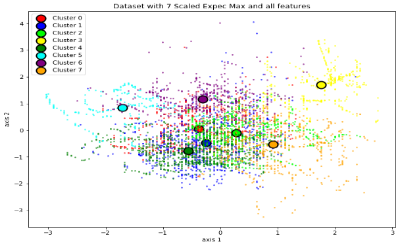 Dataset with 7 Scaled Expec Max and all features
Cluster 0
Cluster 1
Cluster 2
Cluster 3
Cluster 4
Cluster 5
Cluster 6
Cluster 7
axis 2
4
3
2
1
0
−1
−2
−3
−3 −2 −1 0 1 2 3
axis 1